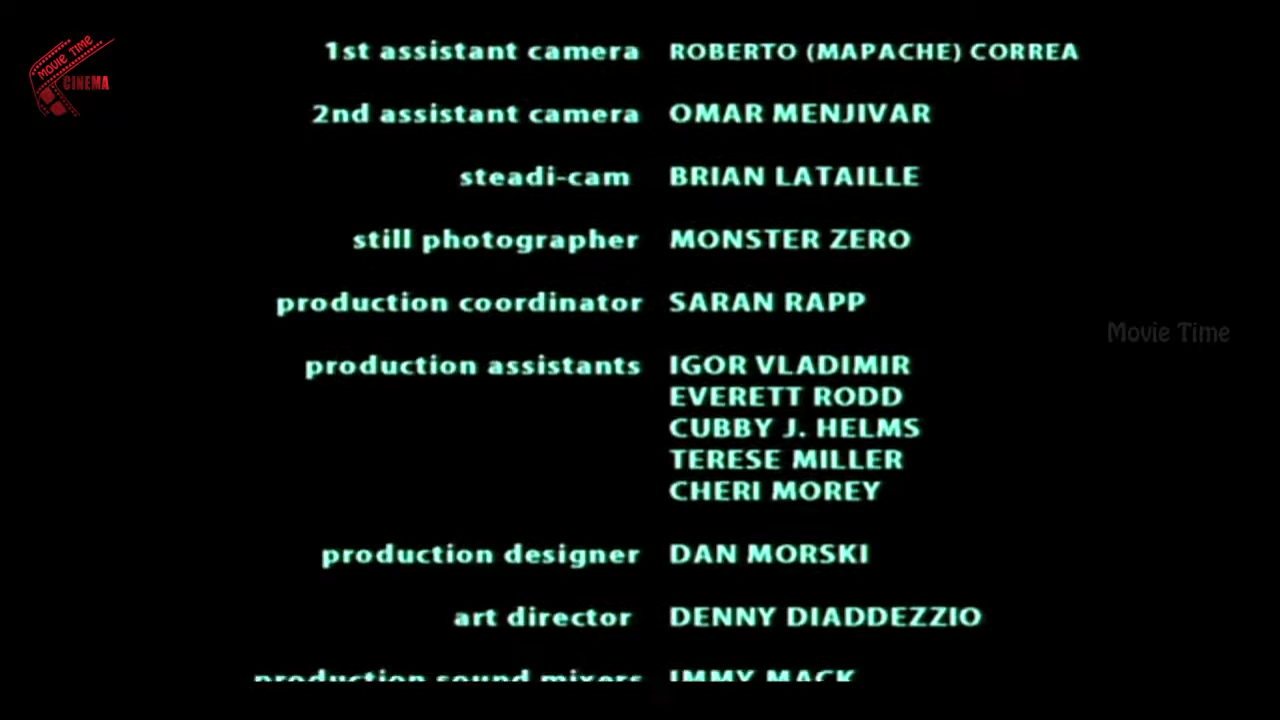 MOVIE TIME
CINEMA
1st assistant camera ROBERTO (MAPACHE) CORREA
2nd assistant camera OMAR MENJIVAR
steadi-cam BRIAN LATAILLE
still photographer MONSTER ZERO
production coordinator SARAN RAPP
Movie Time
production assistants IGOR VLADIMIR
EVERETT RODD
CUBBY J. HELMS
TERESE MILLER
CHERI MOREY
production designer DAN MORSKI
art director DENNY DIADDEZZIO
production sound mixers MACK